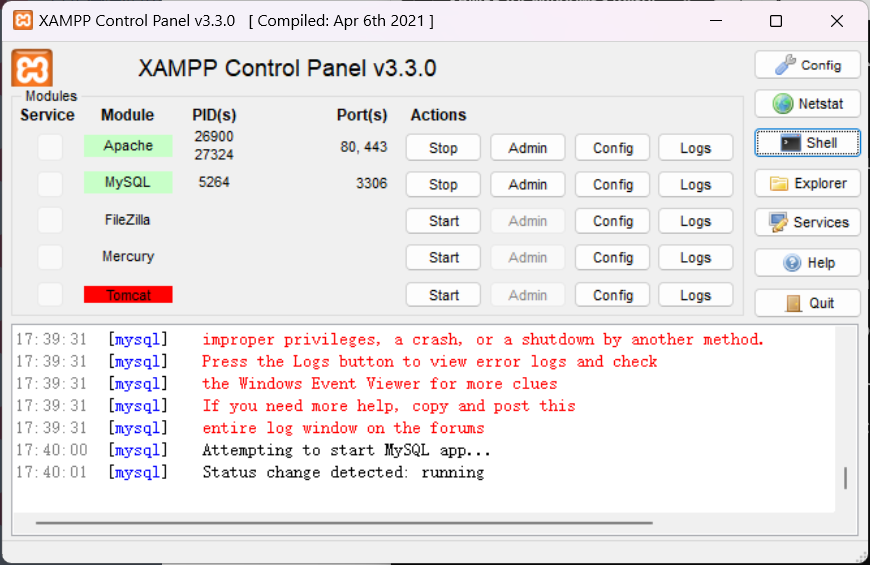 XAMPP Control Panel v3.3.0 [ Compiled: Apr 6th 2021 ]
XAMPP Control Panel v3.3.0
Config
Modules
Service Module PID(s) Port(s) Actions
Netstat
Apache 26900 27324 80, 443 Stop Admin Config Logs
Shell
MySQL 5264 3306 Stop Admin Config Logs
Explorer
FileZilla Start Admin Config Logs
Services
Mercury Start Admin Config Logs
Help
Tomcat Start Admin Config Logs
Quit
17:39:31 [mysql] improper privileges, a crash, or a shutdown by another method.
17:39:31 [mysql] Press the Logs button to view error logs and check
17:39:31 [mysql] the Windows Event Viewer for more clues
17:39:31 [mysql] If you need more help, copy and post this
17:39:31 [mysql] entire log window on the forums
17:40:00 [mysql] Attempting to start MySQL app...
17:40:01 [mysql] Status change detected: running